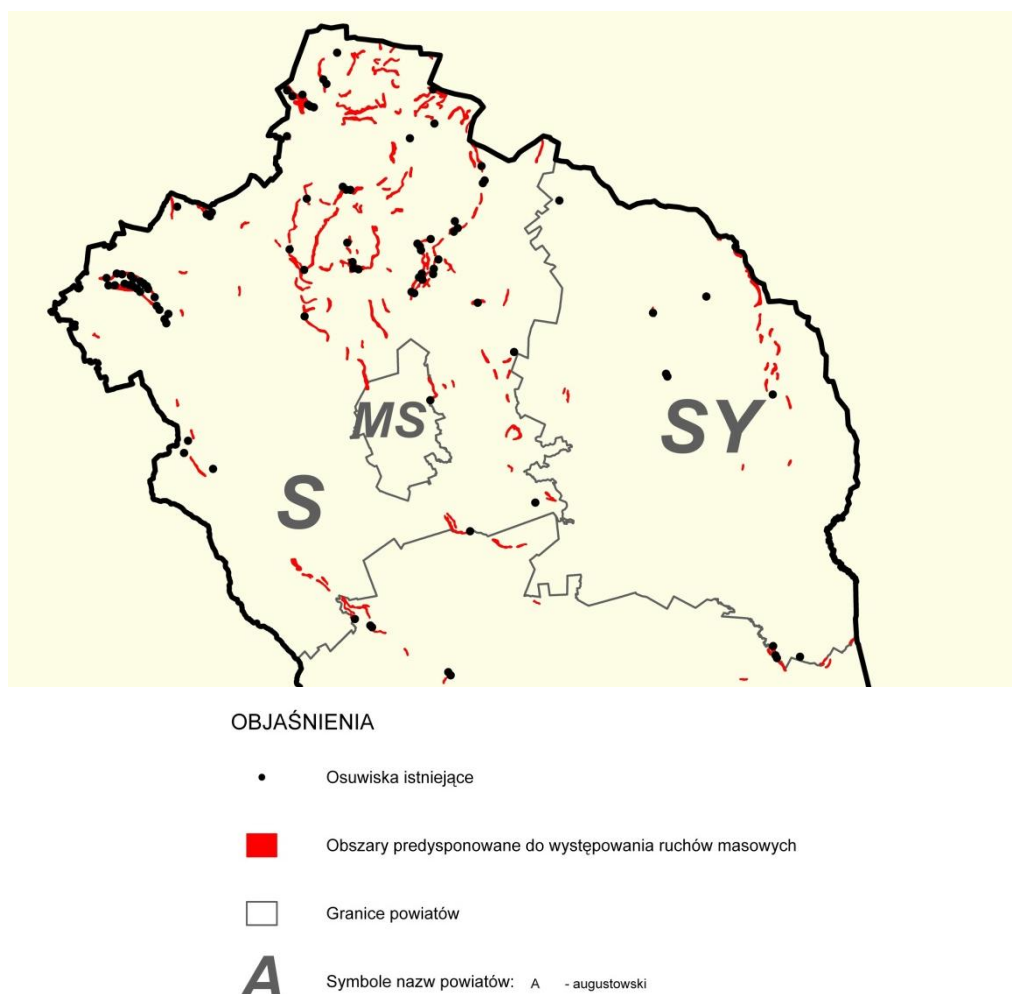 MS
SY
S
OBJAŚNIENIA
Osuwiska istniejące
Obszary predysponowane do występowania ruchów masowych
Granice powiatów
A Symbole nazw powiatów: A - augustowski